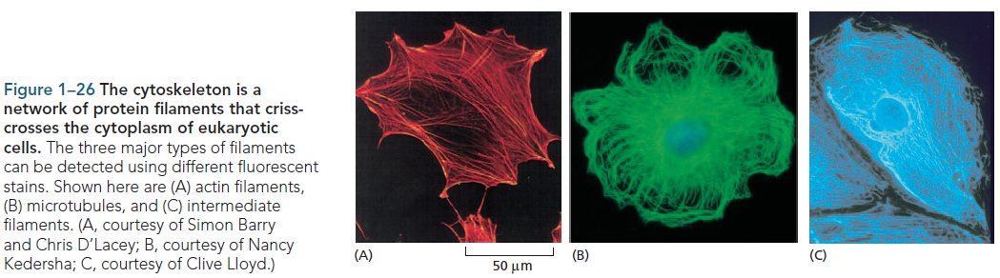 Figure 1–26 The cytoskeleton is a
network of protein filaments that criss-
crosses the cytoplasm of eukaryotic
cells. The three major types of filaments
can be detected using different fluorescent
stains. Shown here are (A) actin filaments,
(B) microtubules, and (C) intermediate
filaments. (A, courtesy of Simon Barry
and Chris D’Lacey; B, courtesy of Nancy
Kedersha; C, courtesy of Clive Lloyd.)
(A)
50 μm
(B)
(C)